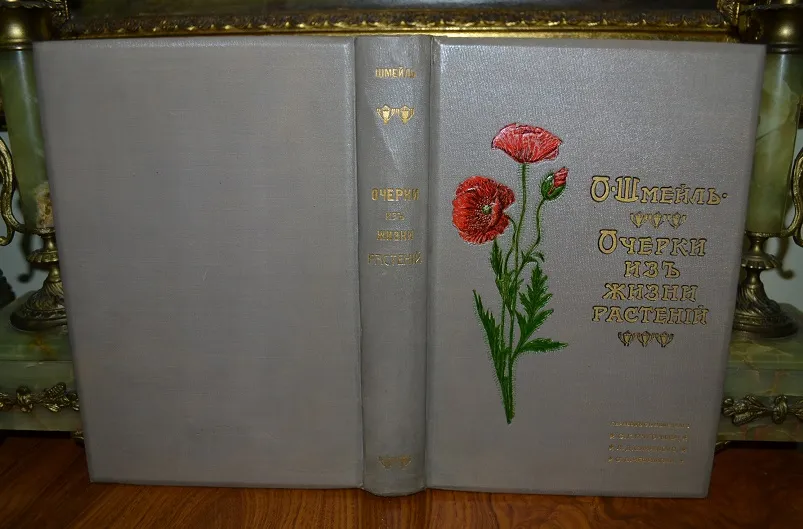 ШМЕЙЛЬ
ОЧЕРКИ
ИЗЪ
ЖИЗНИ
РАСТЕНІЙ
О·ШМЕЙЛЬ·
ОЧЕРКИ
ИЗЪ
ЖИЗНИ
РАСТЕНІЙ